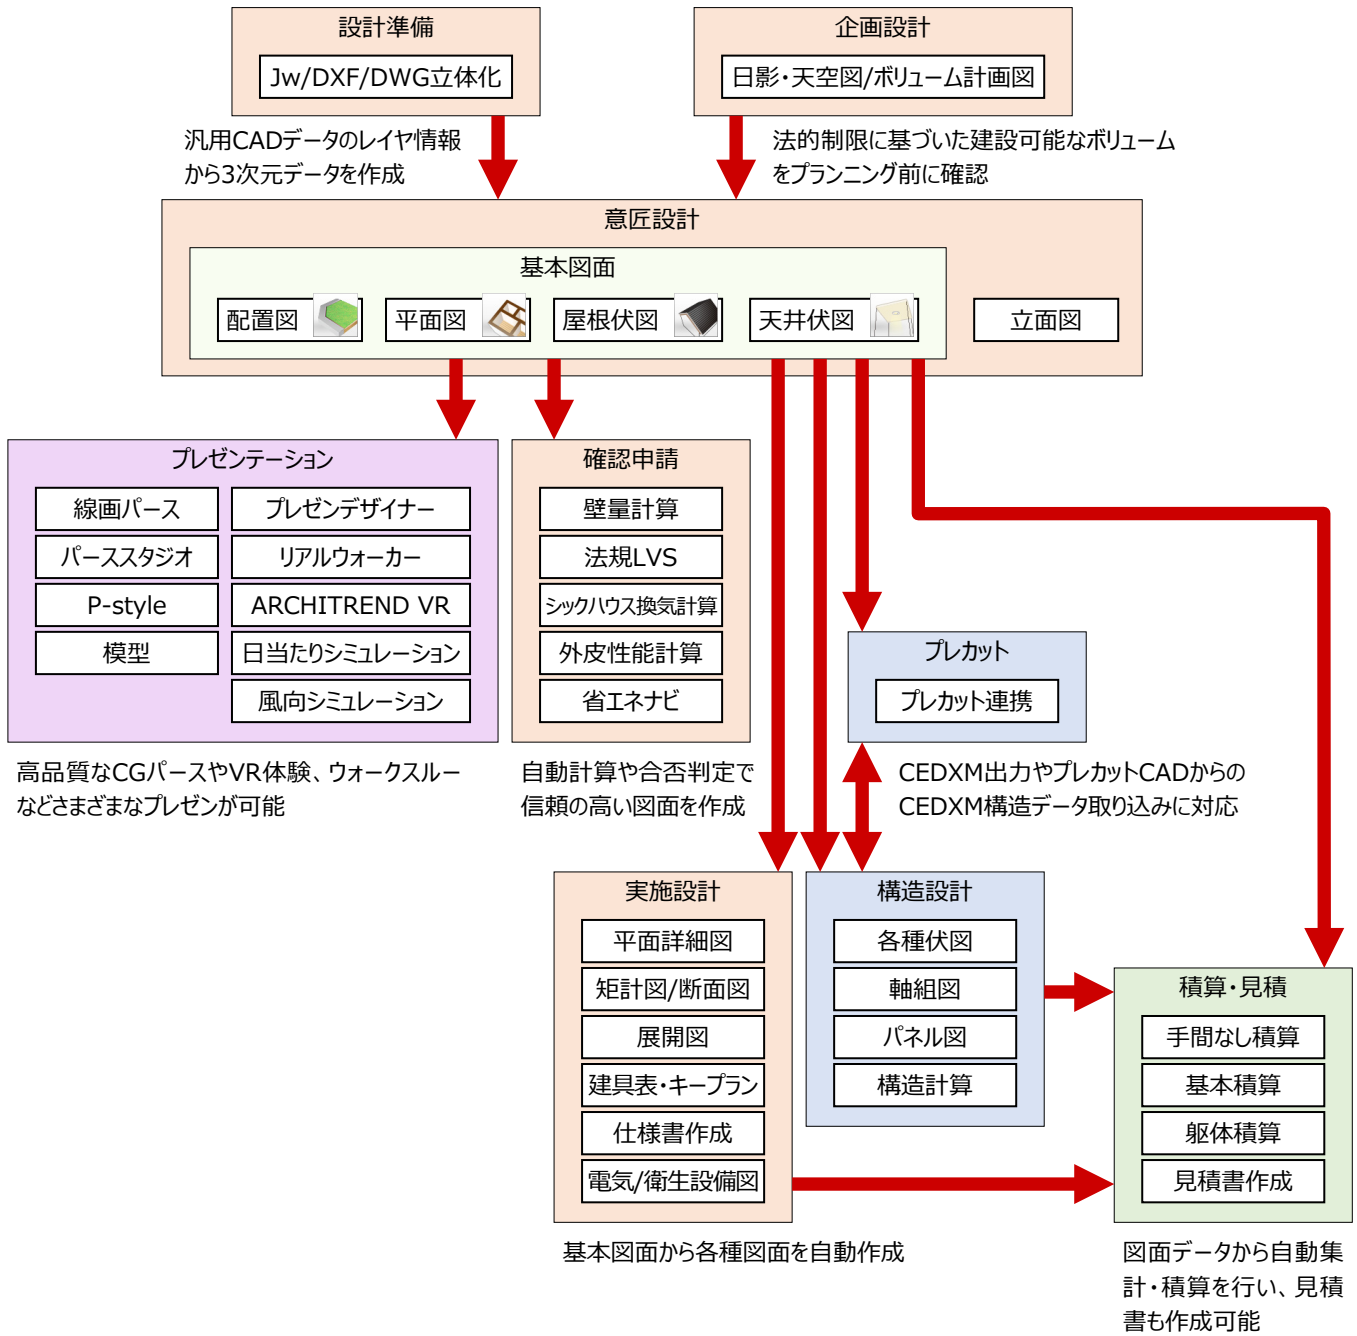 設計準備
Jw/DXF/DWG立体化
企画設計
日影・天空図/ボリューム計画図
汎用CADデータのレイヤ情報
から3次元データを作成
法的制限に基づいた建設可能なボリューム
をプランニング前に確認
意匠設計
基本図面
配置図
平面図
屋根伏図
天井伏図
立面図
プレゼンテーション
線画パース
プレゼンデザイナー
パーススタジオ
リアルウォーカー
P-style
ARCHITREND VR
模型
日当たりシミュレーション
風向シミュレーション
高品質なCGパースやVR体験、ウォークスルー
などさまざまなプレゼンが可能
確認申請
壁量計算
法規LVS
シックハウス換気計算
外皮性能計算
省エネナビ
自動計算や合否判定で
信頼の高い図面を作成
プレカット
プレカット連携
CEDXM出力やプレカットCADからの
CEDXM構造データ取り込みに対応
実施設計
平面詳細図
矩計図/断面図
展開図
建具表・キープラン
仕様書作成
電気/衛生設備図
基本図面から各種図面を自動作成
構造設計
各種伏図
軸組図
パネル図
構造計算
積算・見積
手間なし積算
基本積算
躯体積算
見積書作成
図面データから自動集
計・積算を行い、見積
書も作成可能